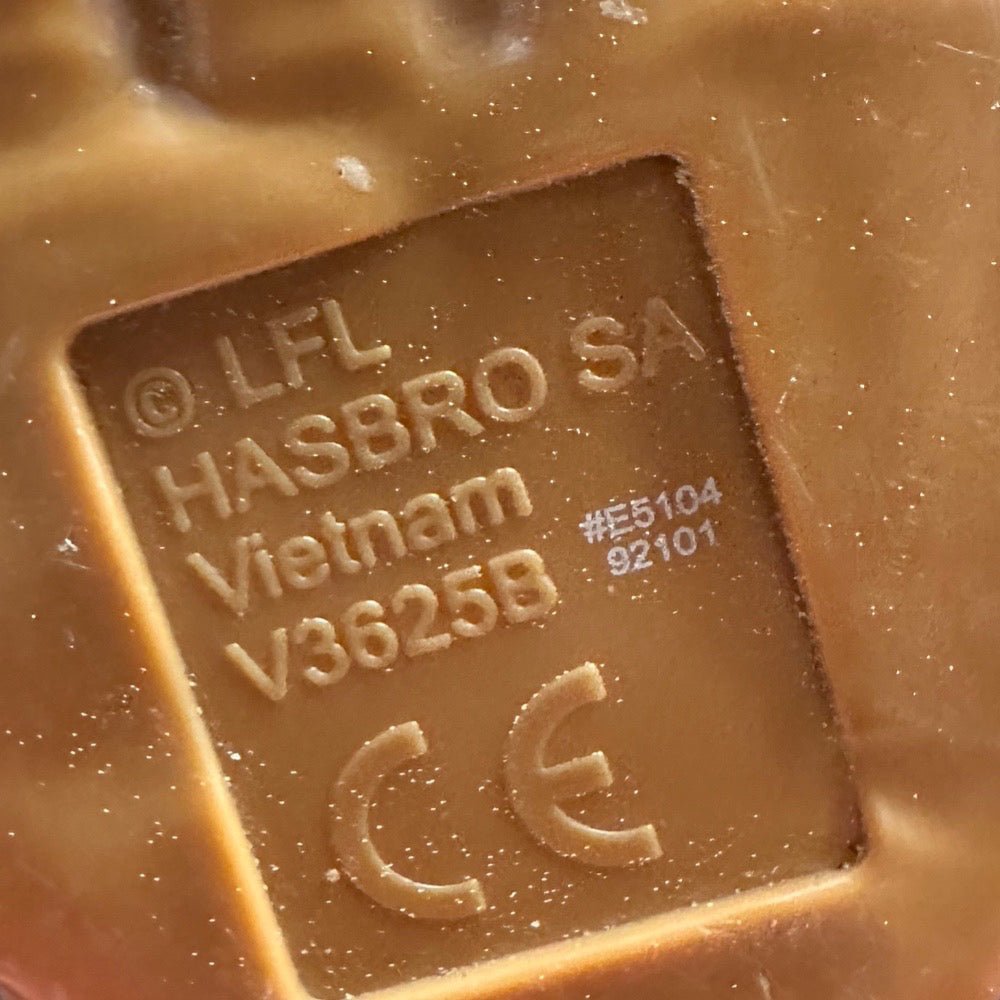 © LFL
HASBRO SA
Vietnam
V3625B
#E5104
92101
CE